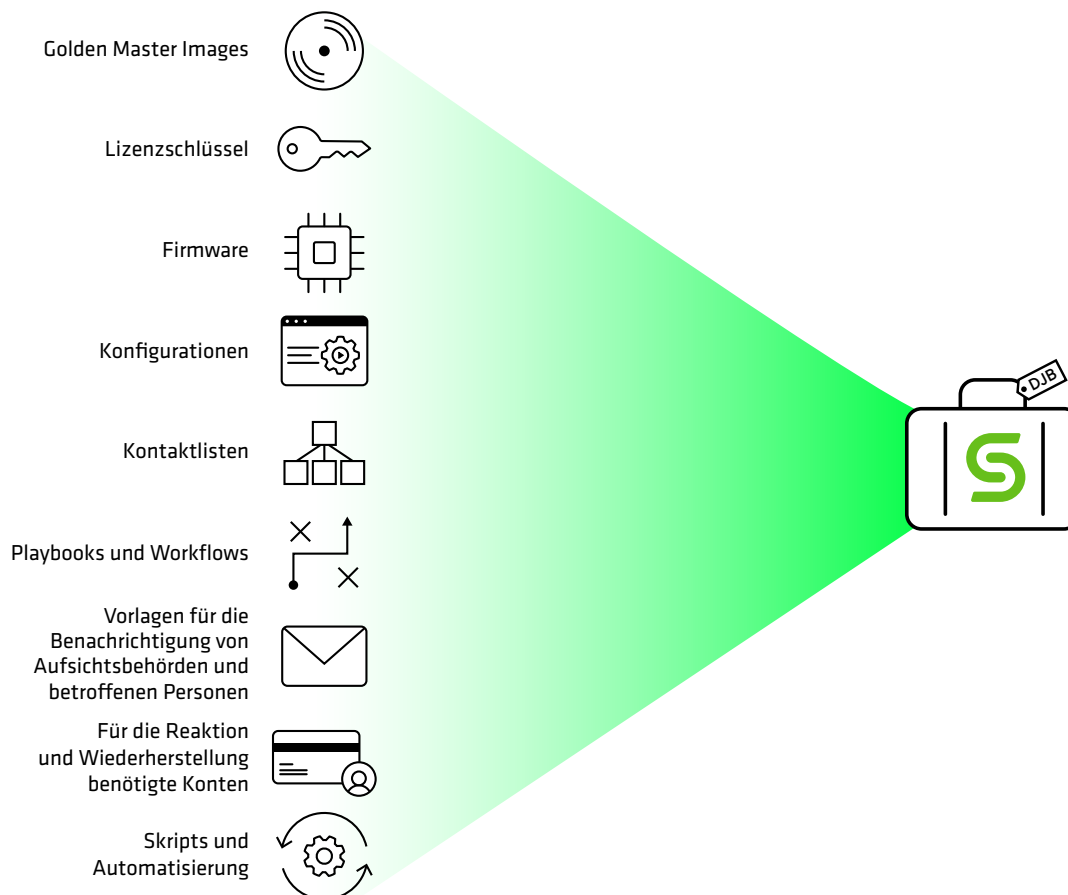 Golden Master Images
Lizenzschlüssel
Firmware
Konfigurationen
Kontaktlisten
Playbooks und Workflows
Vorlagen für die
Benachrichtigung von
Aufsichtsbehörden und
betroffenen Personen
Für die Reaktion
und Wiederherstellung
benötigte Konten
Skripts und
Automatisierung
DJB